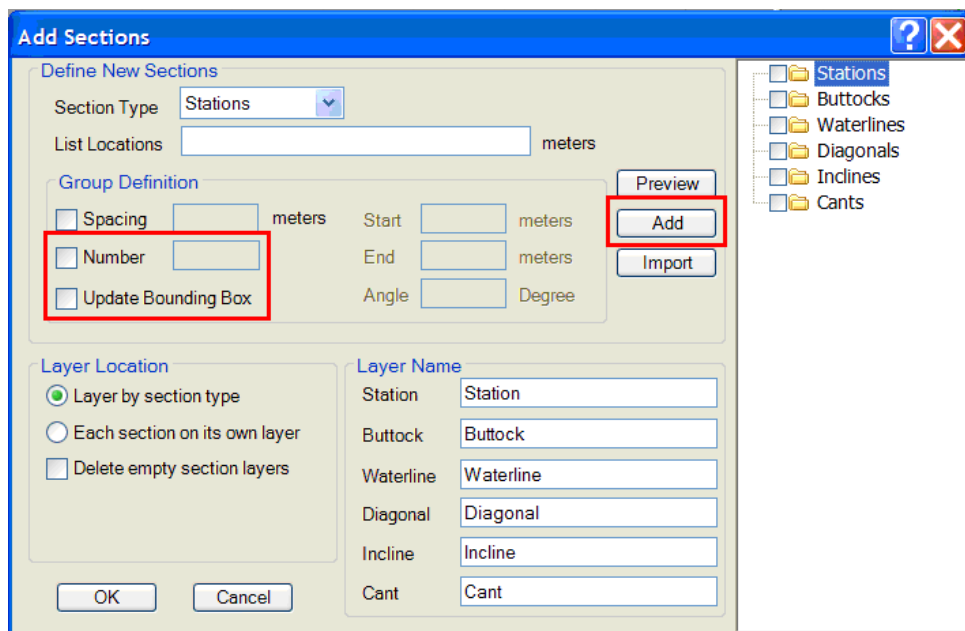 Add Sections
?
Define New Sections
Section Type Stations
List Locations meters
Group Definition
Spacing meters Start meters
Number End meters
Update Bounding Box Angle Degree
Preview
Add
Import
Layer Location
Layer by section type
Each section on its own layer
Delete empty section layers
Layer Name
Station Station
Buttock Buttock
Waterline Waterline
Diagonal Diagonal
Incline Incline
Cant Cant
OK Cancel
Stations
Buttocks
Waterlines
Diagonals
Inclines
Cants